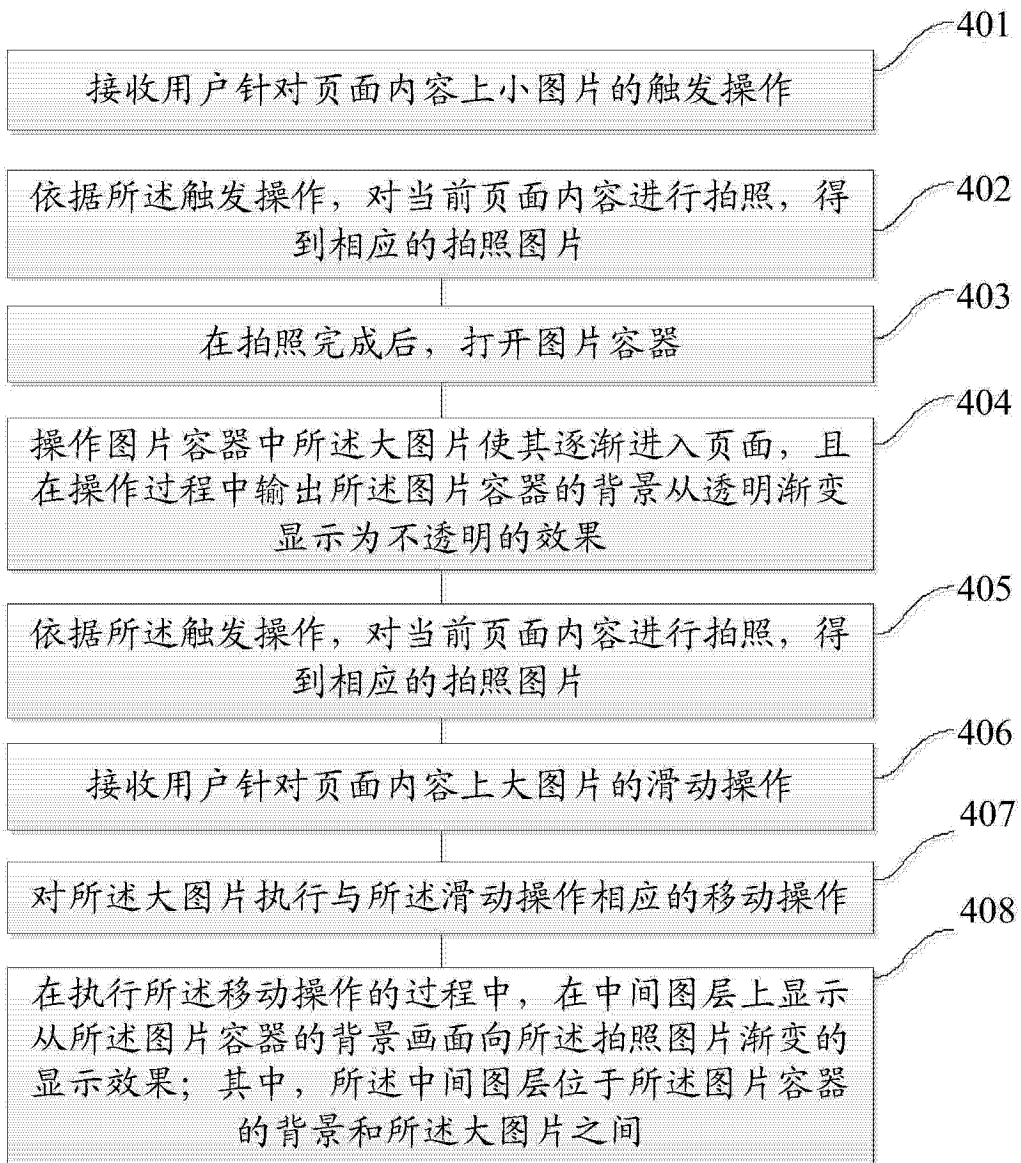 401
接收用户针对页面内容上小图片的触发操作
402
依据所述触发操作，对当前页面内容进行拍照，得
到相应的拍照图片
403
在拍照完成后，打开图片容器
404
操作图片容器中所述大图片使其逐渐进入页面，且
在操作过程中输出所述图片容器的背景从透明渐变
显示为不透明的效果
405
依据所述触发操作，对当前页面内容进行拍照，得
到相应的拍照图片
406
接收用户针对页面内容上大图片的滑动操作
407
对所述大图片执行与所述滑动操作相应的移动操作
408
在执行所述移动操作的过程中，在中间图层上显示
从所述图片容器的背景画面向所述拍照图片渐变的
显示效果；其中，所述中间图层位于所述图片容器
的背景和所述大图片之间